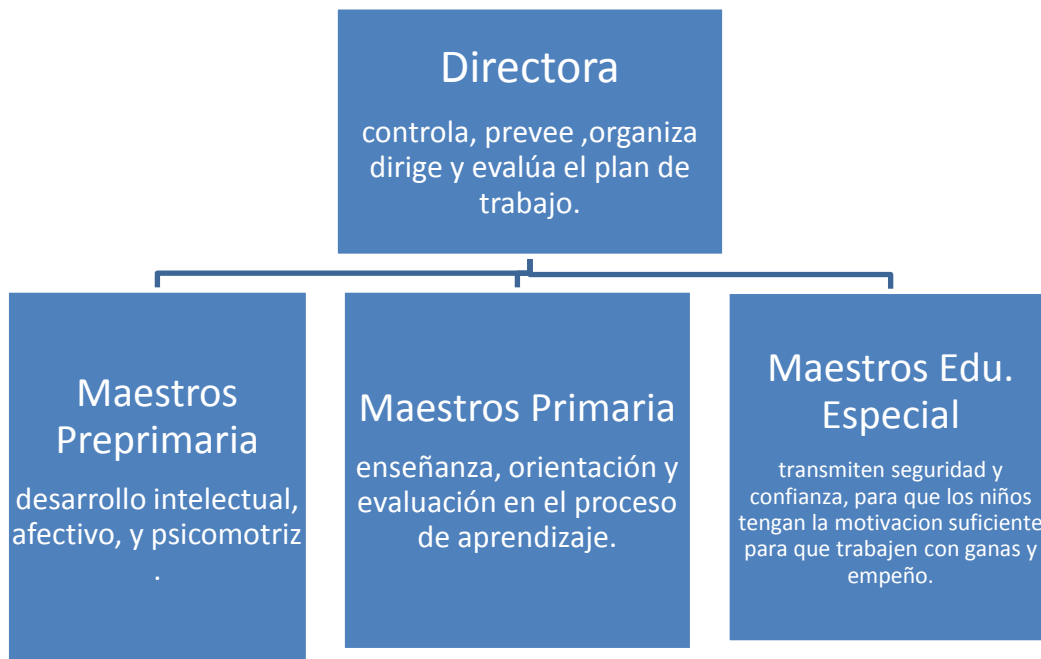 Directora
controla, prevee ,organiza
dirige y evalúa el plan de
trabajo.
Maestros
Preprimaria
desarrollo intelectual,
afectivo, y psicomotriz
.
Maestros Primaria
enseñanza, orientación y
evaluación en el proceso
de aprendizaje.
Maestros Edu.
Especial
transmiten seguridad y
confianza, para que los niños
tengan la motivacion suficiente
para que trabajen con ganas y
empeño.